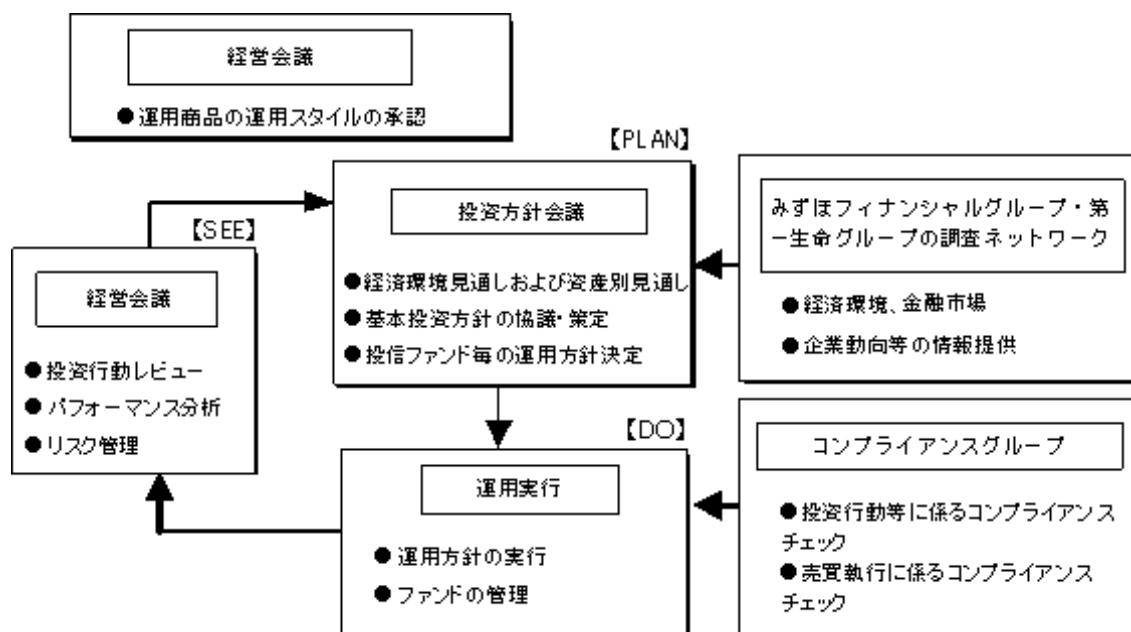 経営会議
●運用商品の運用スタイルの承認
【PLAN】
投資方針会議
●経済環境見通しおよび資産別見通し
●基本投資方針の協議・策定
●投信ファンド毎の運用方針決定
みずほフィナンシャルグループ・第
一生命グループの調査ネットワーク
●経済環境、金融市場
●企業動向等の情報提供
【SEE】
経営会議
●投資行動レビュー
●パフォーマンス分析
●リスク管理
【DO】
運用実行
●運用方針の実行
●ファンドの管理
コンプライアンスグループ
●投資行動等に係るコンプライアンス
チェック
●売買執行に係るコンプライアンス
チェック